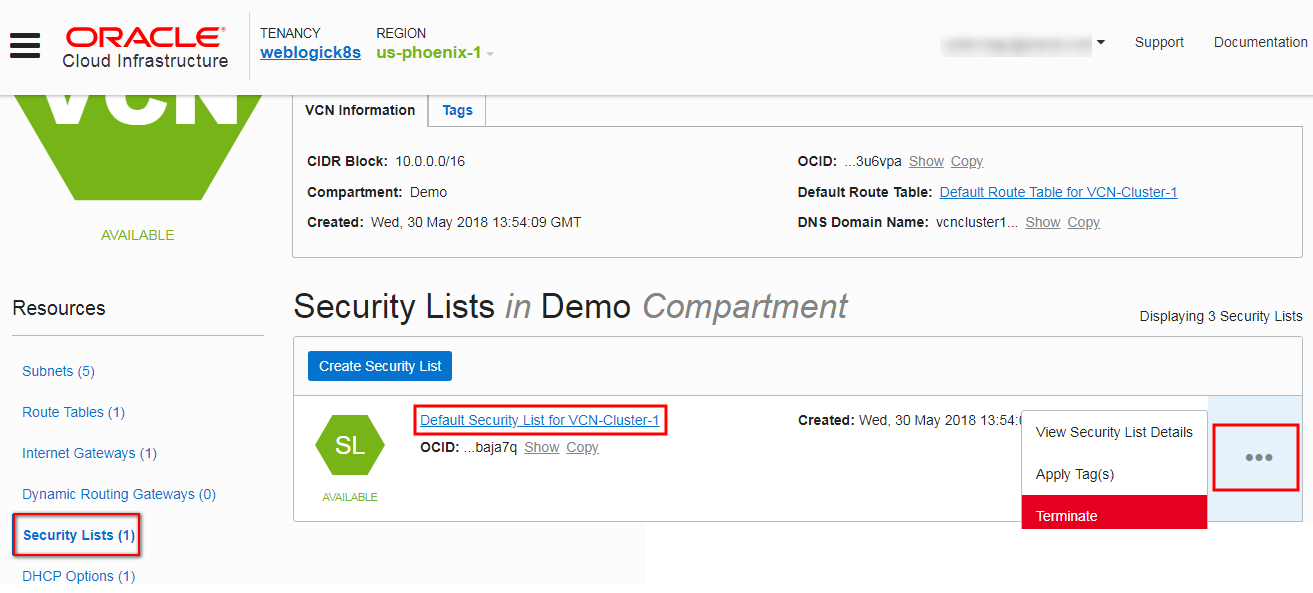 ORACLE®
Cloud Infrastructure
TENANCY
weblogick8s
REGION
us-phoenix-1
Support
Documentation
VCN
AVAILABLE
VCN Information
Tags
CIDR Block: 10.0.0.0/16
Compartment: Demo
Created: Wed, 30 May 2018 13:54:09 GMT
OCID: ...3u6vpa Show Copy
Default Route Table: Default Route Table for VCN-Cluster-1
DNS Domain Name: vcncluster1... Show Copy
Resources
Subnets (5)
Route Tables (1)
Internet Gateways (1)
Dynamic Routing Gateways (0)
Security Lists (1)
DHCP Options (1)
Security Lists in Demo Compartment
Displaying 3 Security Lists
Create Security List
SL
AVAILABLE
Default Security List for VCN-Cluster-1
OCID: ...baja7q Show Copy
Created: Wed, 30 May 2018 13:54:
View Security List Details
Apply Tag(s)
Terminate